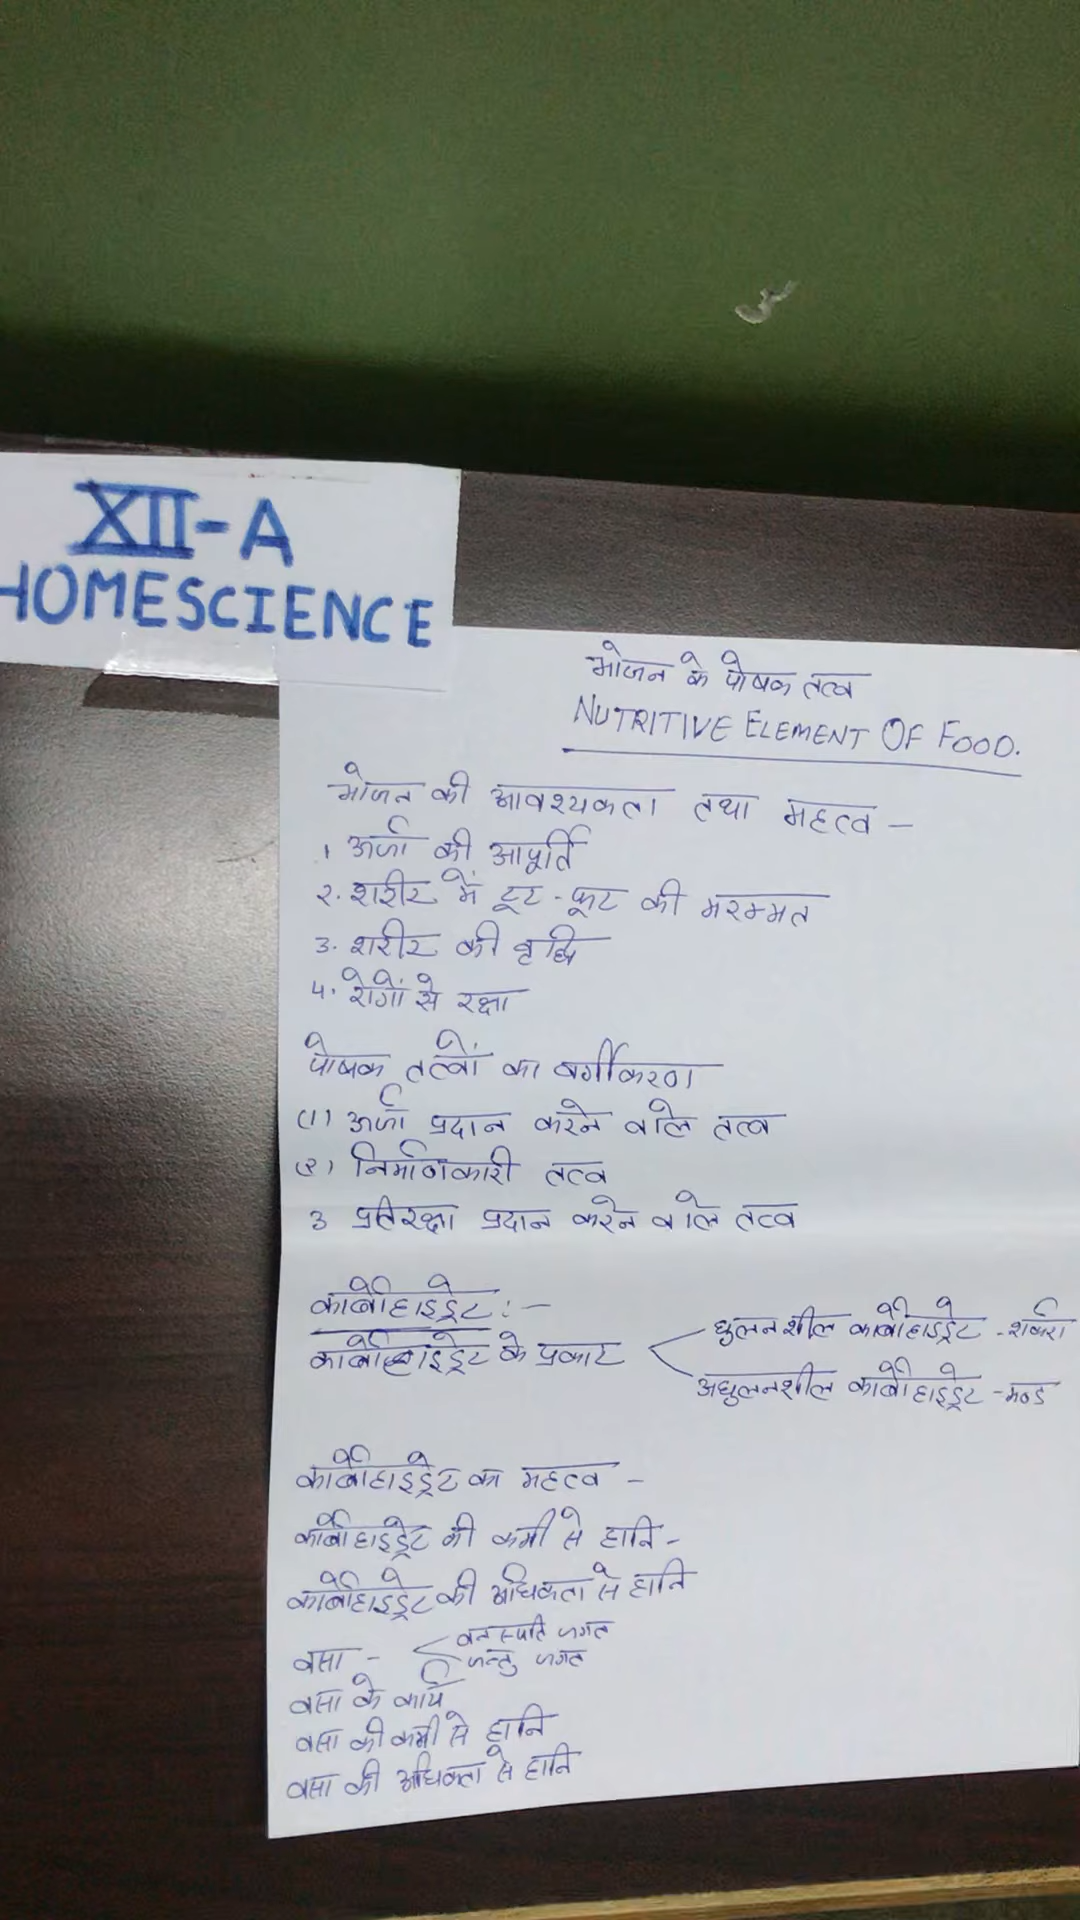 XII-A
HOMESCIENCE
भोजन के पोषक तत्व
NUTRITIVE ELEMENT OF FOOD.
भोजन की आवश्यकता तथा महत्व -
1 ऊर्जा की आपूर्ति
२. शरीर में टूट-फूट की मरम्मत
3. शरीर की वृद्धि
4. रोगों से रक्षा
पोषक तत्वों का वर्गीकरण
(1) ऊर्जा प्रदान करने वाले तत्व
(२) निर्माणकारी तत्व
3 प्रतिरक्षा प्रदान करने वाले तत्व
कार्बोहाइड्रेट :-
कार्बोहाइड्रेट के प्रकार
घुलनशील कार्बोहाइड्रेट - शर्करा
अघुलनशील कार्बोहाइड्रेट - मण्ड
कार्बोहाइड्रेट का महत्व -
कार्बोहाइड्रेट की कमी से हानि -
कार्बोहाइड्रेट की अधिकता से हानि
वसा - वनस्पति जगत
जन्तु जगत
वसा के कार्य
वसा की कमी से हानि
वसा की अधिकता से हानि